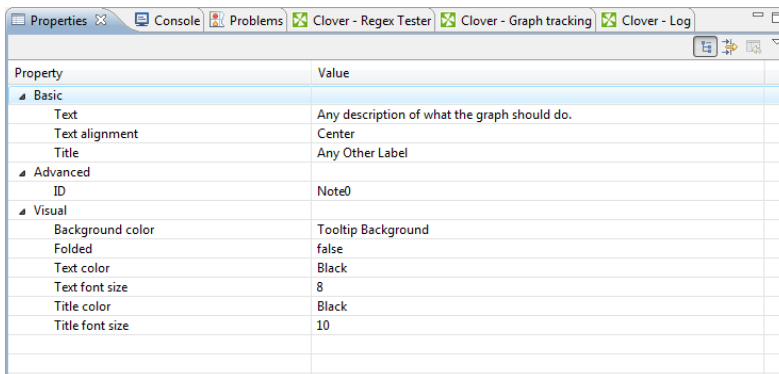 Properties Console Problems Clover - Regex Tester Clover - Graph tracking Clover - Log
Property Value
Basic
Text Any description of what the graph should do.
Text alignment Center
Title Any Other Label
Advanced
ID Note0
Visual
Background color Tooltip Background
Folded false
Text color Black
Text font size 8
Title color Black
Title font size 10